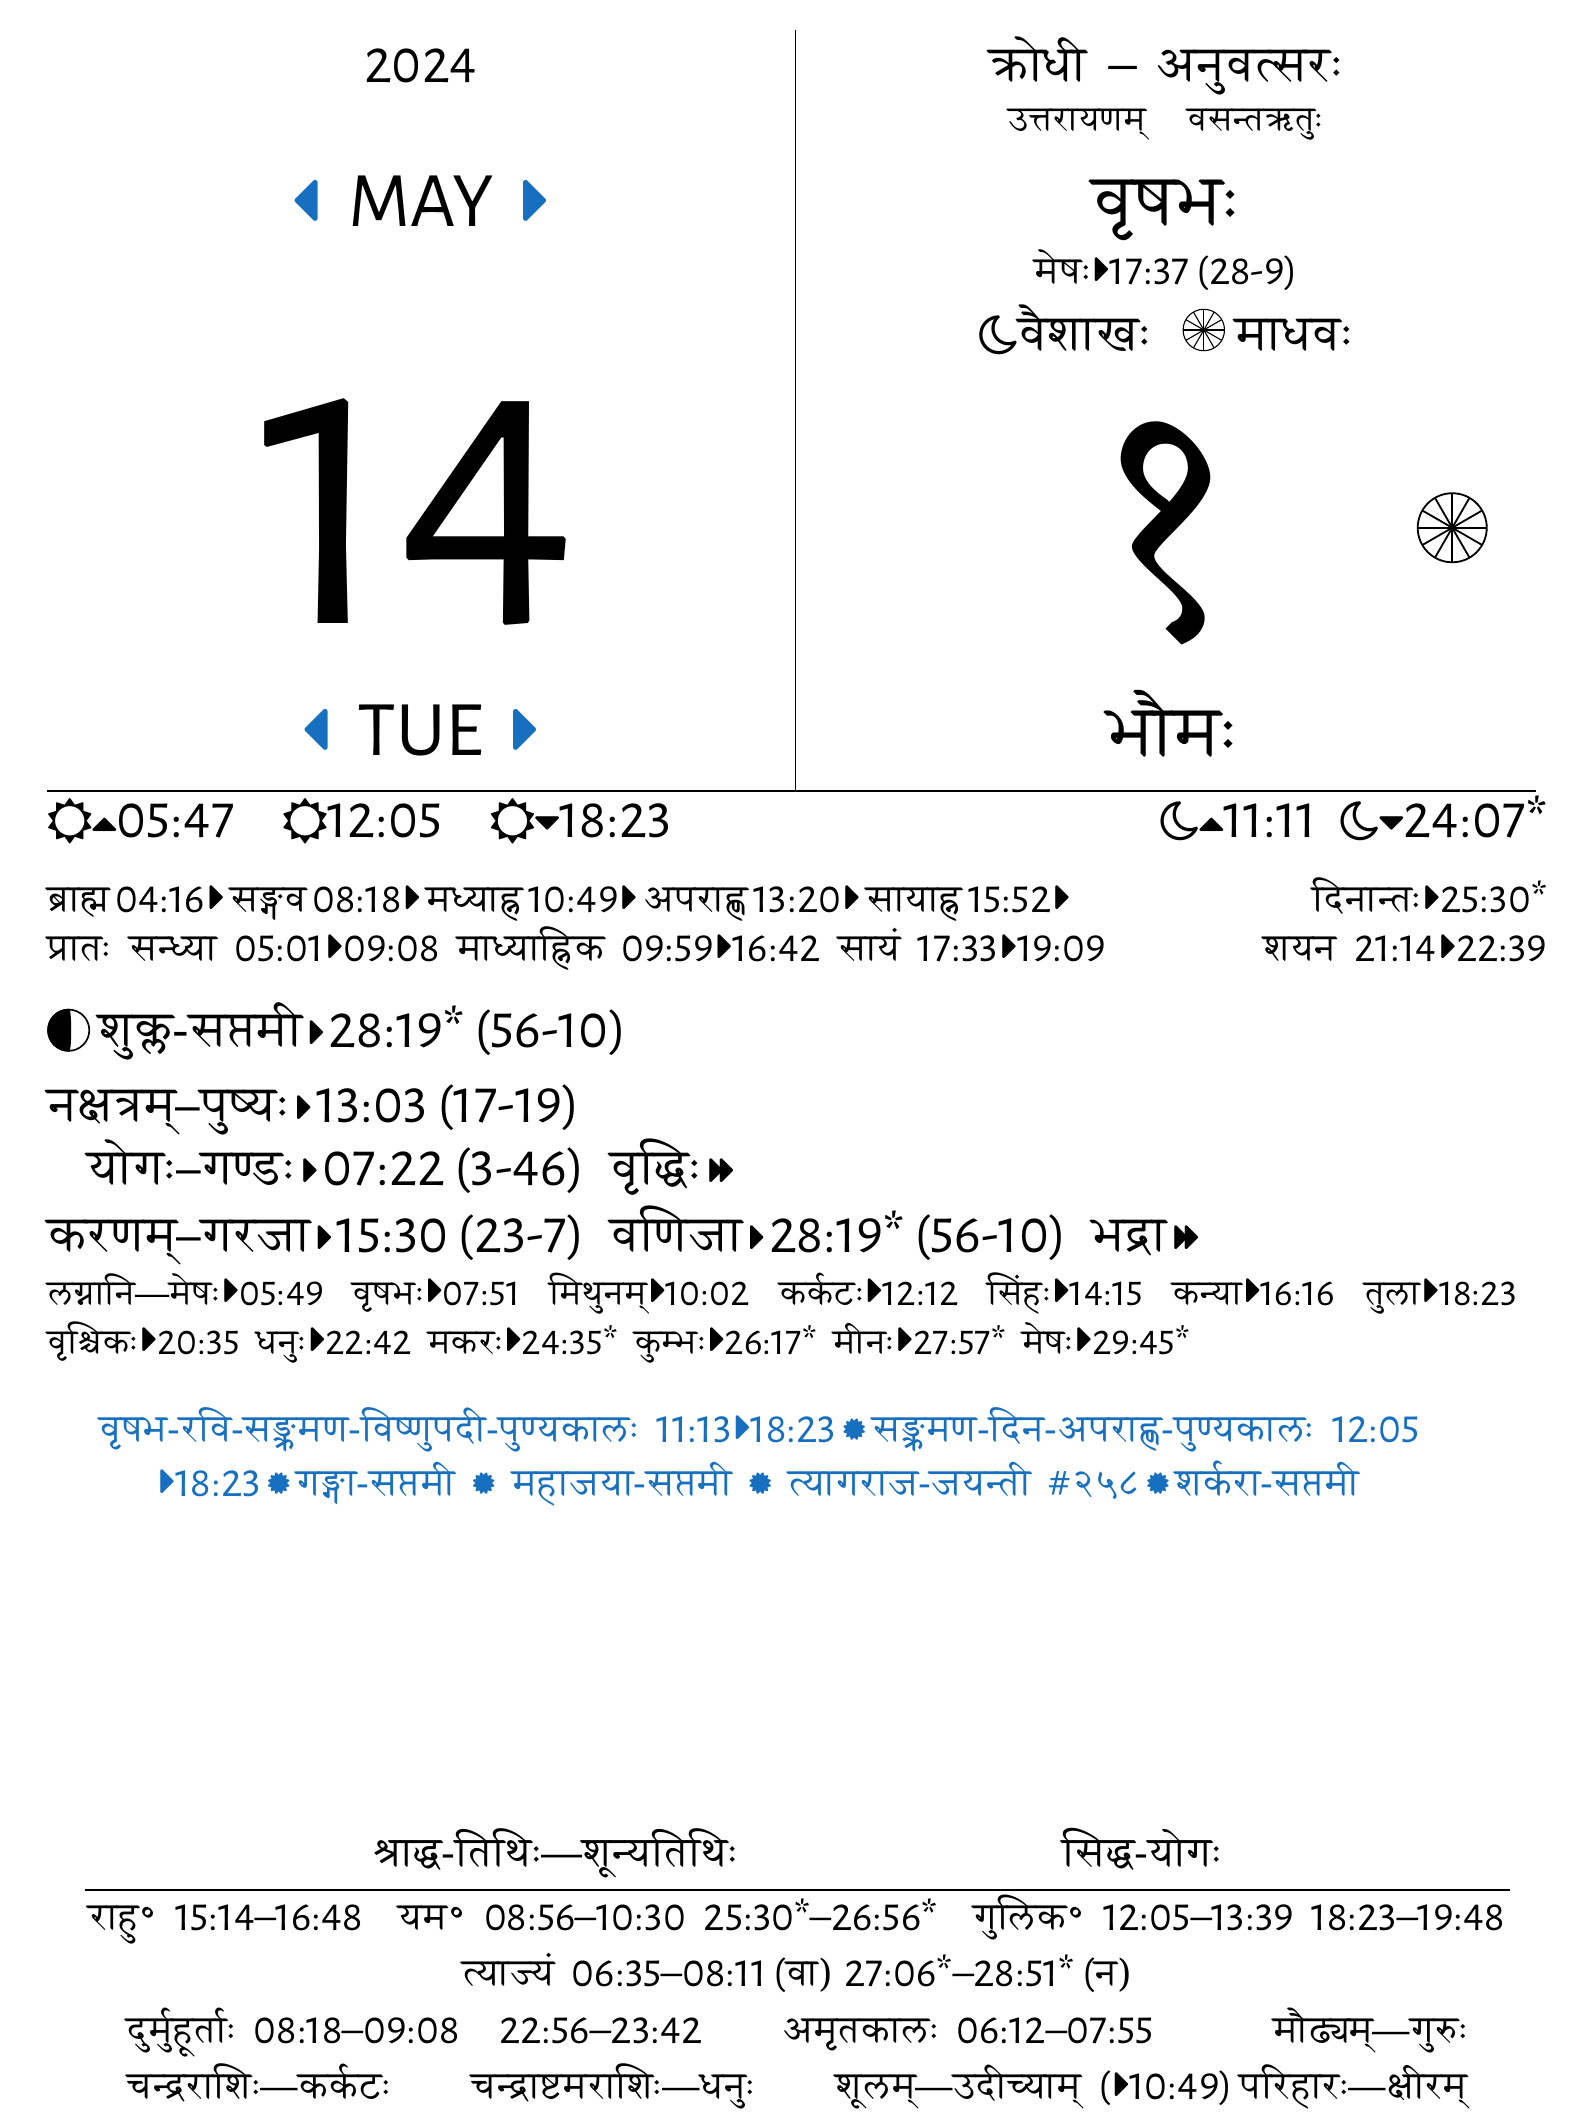 2024
MAY
14
TUE
क्रोधी – अनुवत्सरः
उत्तरायणम् वसन्तऋतुः
वृषभः
मेषः⏵17:37 (28-9)
वैशाखः माधवः
१
भौमः
05:47 12:05 18:23 11:11 24:07*
ब्राह्म 04:16⏵ सङ्गव 08:18⏵ मध्याह्न 10:49⏵ अपराह्ण 13:20⏵ सायाह्न 15:52⏵ दिनान्तः⏵25:30*
प्रातः सन्ध्या 05:01⏵09:08 माध्याह्निक 09:59⏵16:42 सायं 17:33⏵19:09 शयन 21:14⏵22:39
शुक्ल-सप्तमी⏵28:19* (56-10)
नक्षत्रम्–पुष्यः⏵13:03 (17-19)
योगः–गण्डः⏵07:22 (3-46) वृद्धिः⏵⏵
करणम्–गरजा⏵15:30 (23-7) वणिजा⏵28:19* (56-10) भद्रा⏵⏵
लग्नानि—मेषः⏵05:49 वृषभः⏵07:51 मिथुनम्⏵10:02 कर्कटः⏵12:12 सिंहः⏵14:15 कन्या⏵16:16 तुला⏵18:23
वृश्चिकः⏵20:35 धनुः⏵22:42 मकरः⏵24:35* कुम्भः⏵26:17* मीनः⏵27:57* मेषः⏵29:45*
वृषभ-रवि-सङ्क्रमण-विष्णुपदी-पुण्यकालः 11:13⏵18:23 सङ्क्रमण-दिन-अपराह्ण-पुण्यकालः 12:05
⏵18:23 गङ्गा-सप्तमी महाजया-सप्तमी त्यागराज-जयन्ती #२५८ शर्करा-सप्तमी
श्राद्ध-तिथिः—शून्यतिथिः सिद्ध-योगः
राहु॰ 15:14–16:48 यम॰ 08:56–10:30 25:30*–26:56* गुलिक॰ 12:05–13:39 18:23–19:48
त्याज्यं 06:35–08:11 (वा) 27:06*–28:51* (न)
दुर्मुहूर्ताः 08:18–09:08 22:56–23:42 अमृतकालः 06:12–07:55 मौढ्यम्—गुरुः
चन्द्रराशिः—कर्कटः चन्द्राष्टमराशिः—धनुः शूलम्—उदीच्याम् (⏵10:49) परिहारः—क्षीरम्